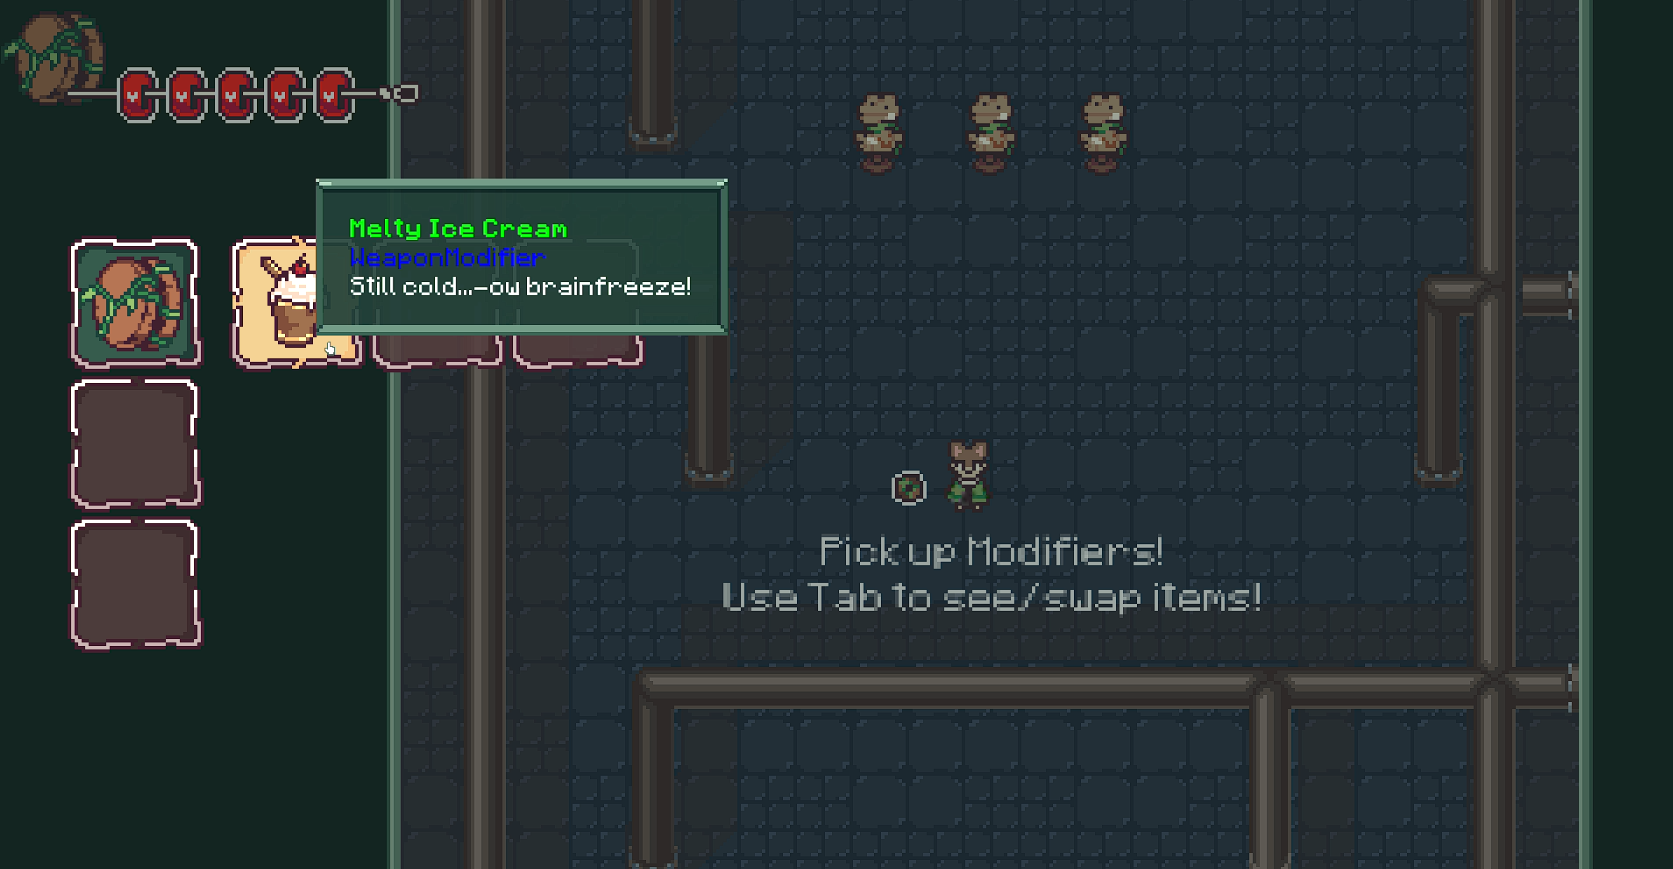 Melty Ice Cream
WeaponModifier
Still cold...-ow brainfreeze!
Pick up Modifiers!
Use Tab to see/swap items!